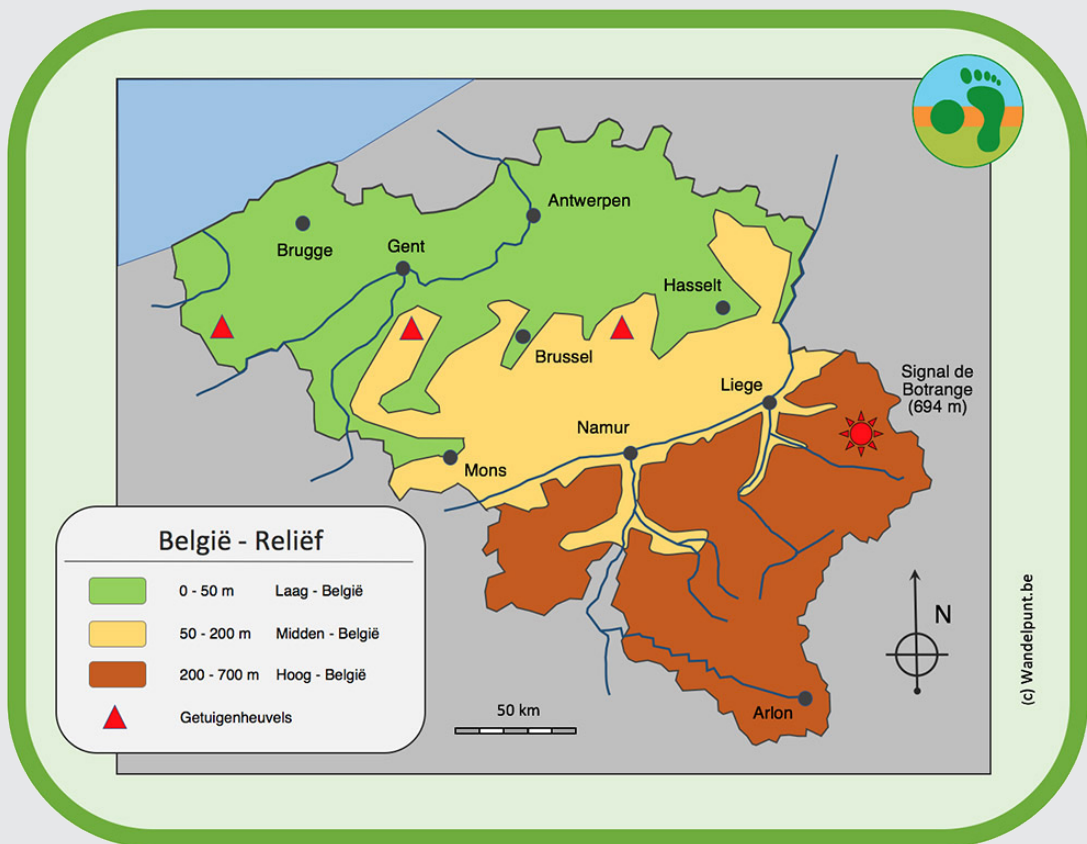 Antwerpen
Brugge
Gent
Hasselt
Brussel
Signal de
Botrange
(694 m)
Liege
Namur
Mons
België - Reliëf
0 - 50 m Laag - België
50 - 200 m Midden - België
200 - 700 m Hoog - België
Getuigenheuvels
50 km
N
Arlon
(c) Wandelpunt.be